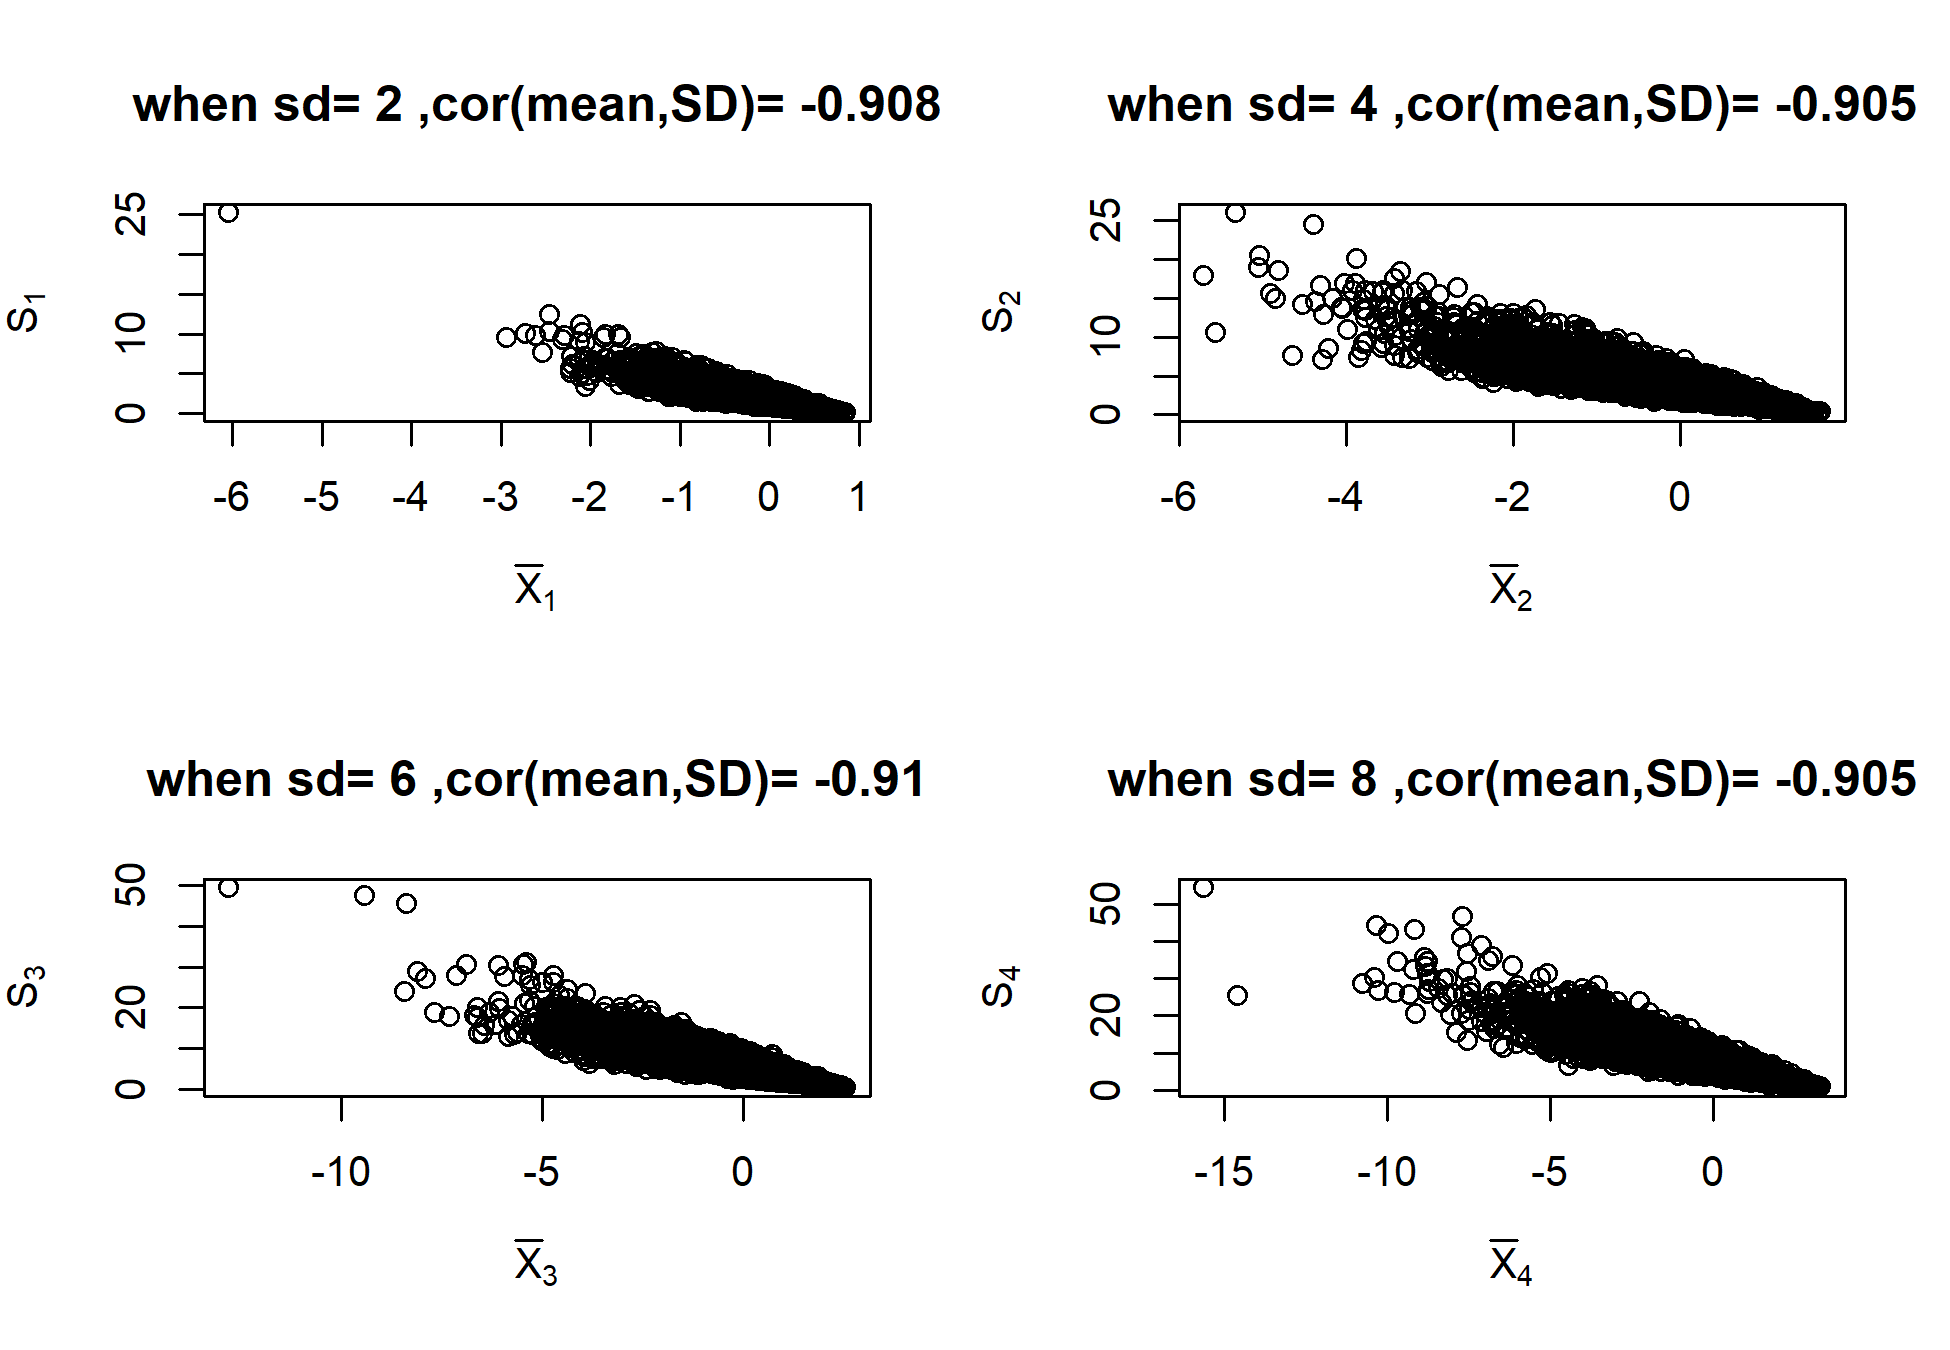 when sd= 2 ,cor(mean,SD)= -0.908
25
10
0
S1
-6 -5 -4 -3 -2 -1 0 1
X̅1
when sd= 4 ,cor(mean,SD)= -0.905
25
10
0
S2
-6 -4 -2 0
X̅2
when sd= 6 ,cor(mean,SD)= -0.91
50
20
0
S3
-10 -5 0
X̅3
when sd= 8 ,cor(mean,SD)= -0.905
50
20
0
S4
-15 -10 -5 0
X̅4